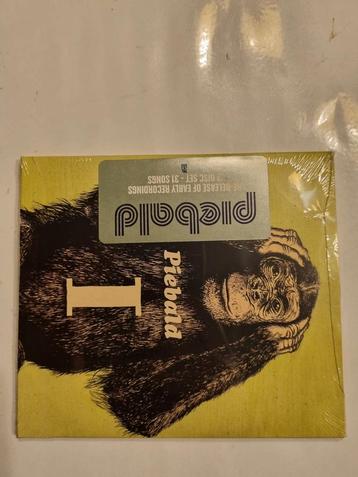 piebald
RE-RELEASE OF EARLY RECORDINGS
DISC SET - 31 SONGS
Piebald
I